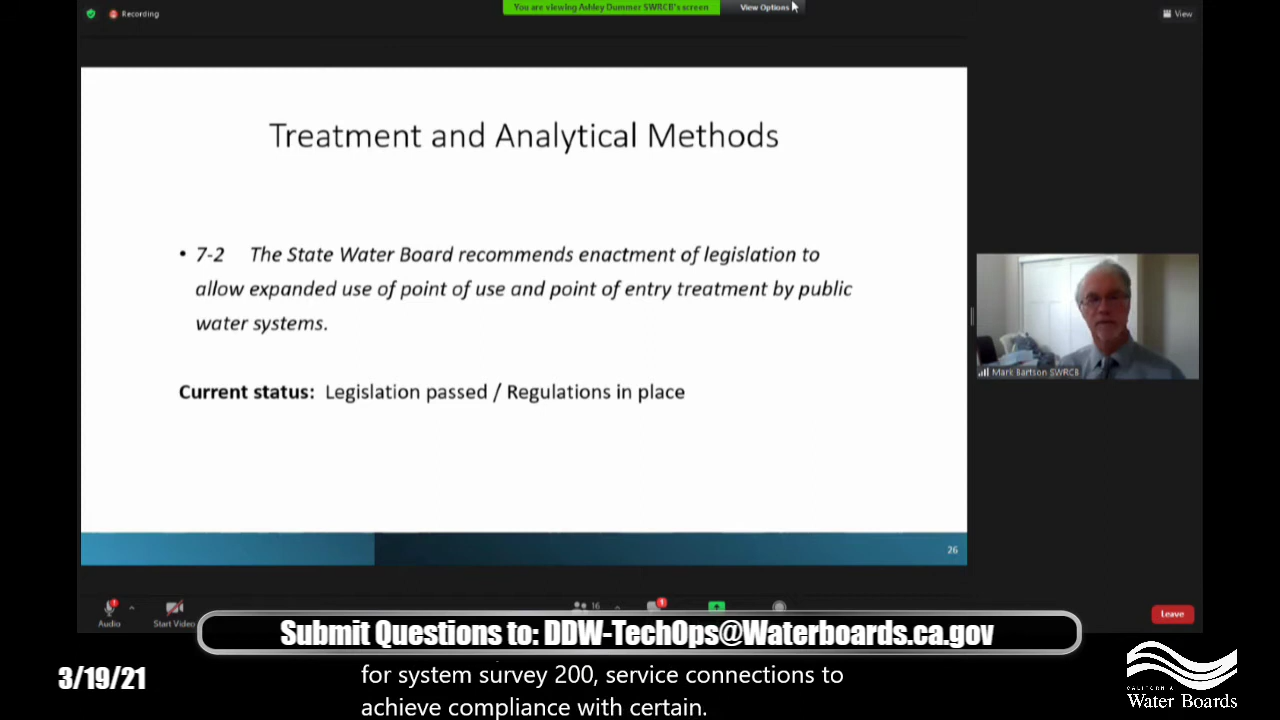 Recording
You are viewing Ashley Dummer SWRCB's screen
View Options
View
Treatment and Analytical Methods
• 7-2 The State Water Board recommends enactment of legislation to
allow expanded use of point of use and point of entry treatment by public
water systems.
Current status: Legislation passed / Regulations in place
Mark Bartson SWRCB
26
1
16
1
Audio
Start Video
Leave
Submit Questions to: DDW-TechOps@Waterboards.ca.gov
3/19/21
for system survey 200, service connections to
achieve compliance with certain.
CALIFORNIA
Water Boards